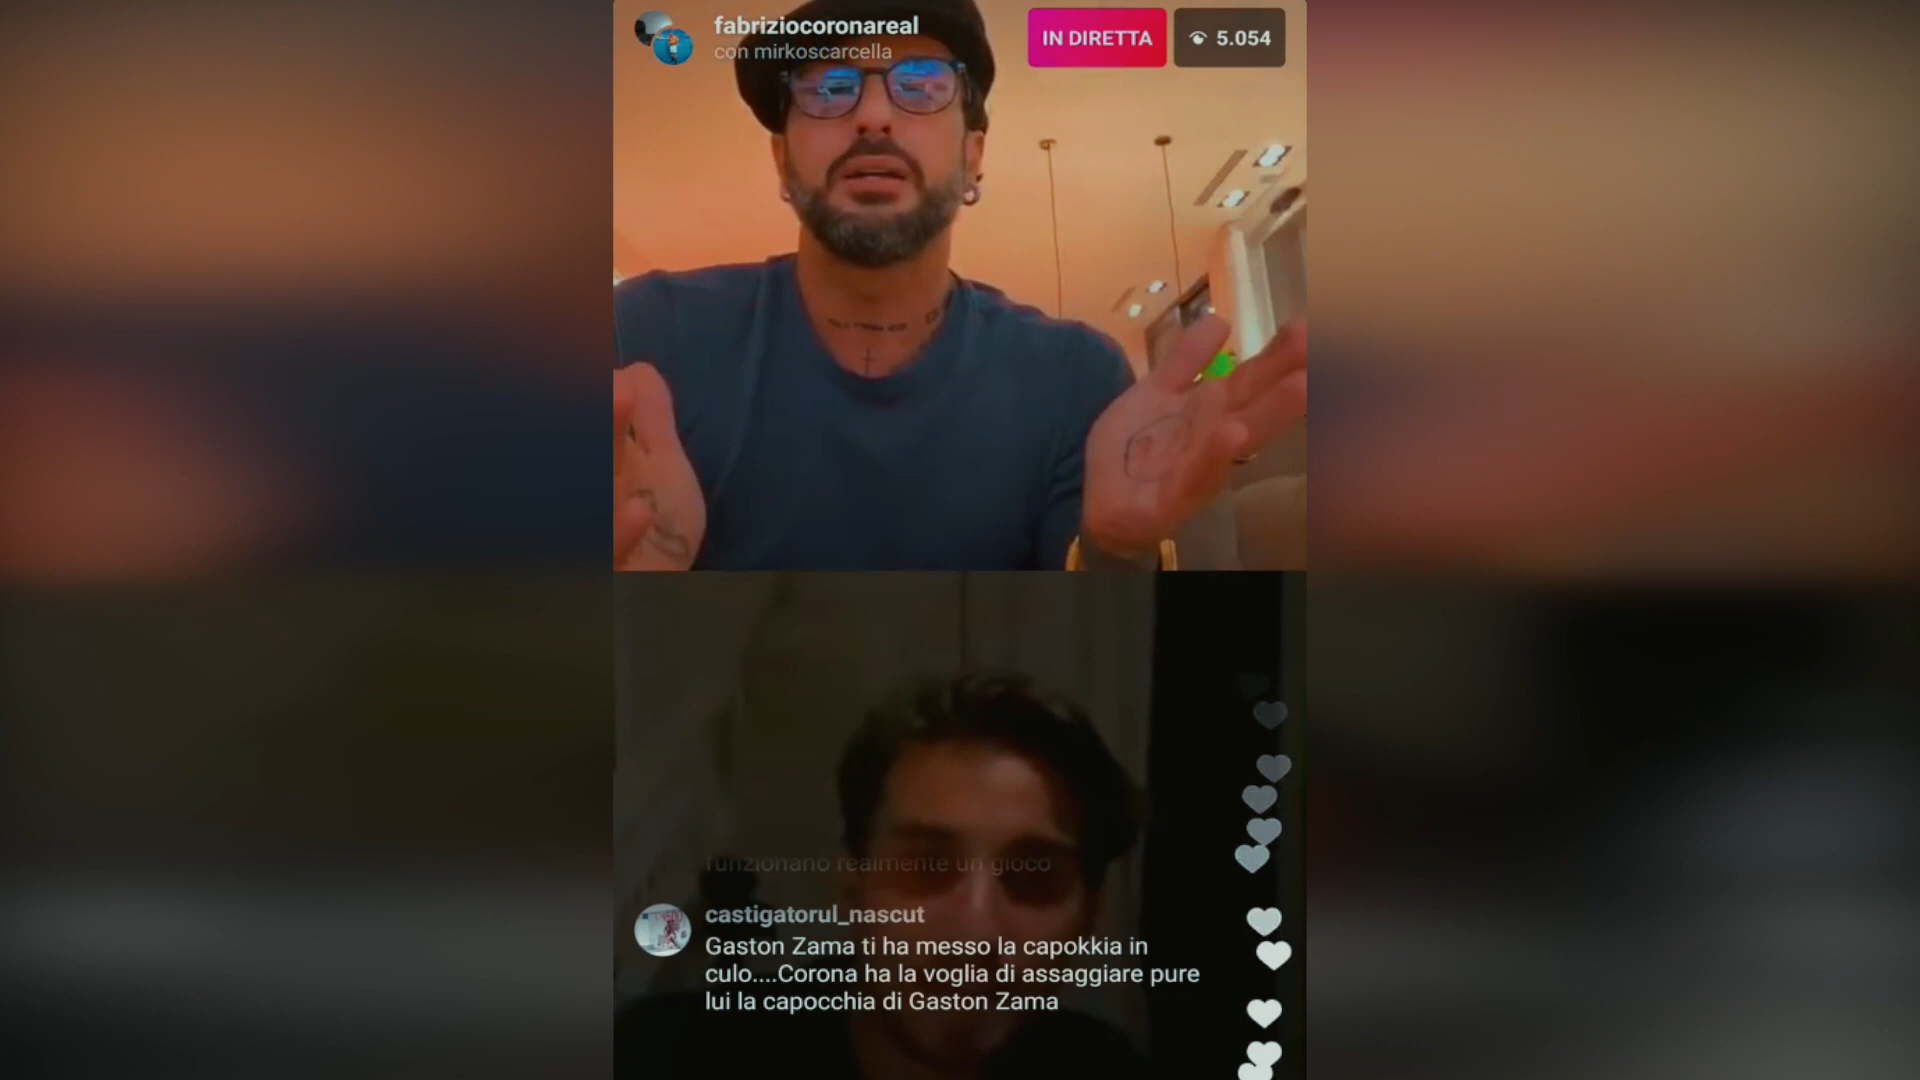 fabriziocoronareal
con mirkoscarcella
IN DIRETTA
5.054
funzionano realmente un gioco
castigatorul_nascut
Gaston Zama ti ha messo la capokkia in
culo....Corona ha la voglia di assaggiare pure
lui la capocchia di Gaston Zama